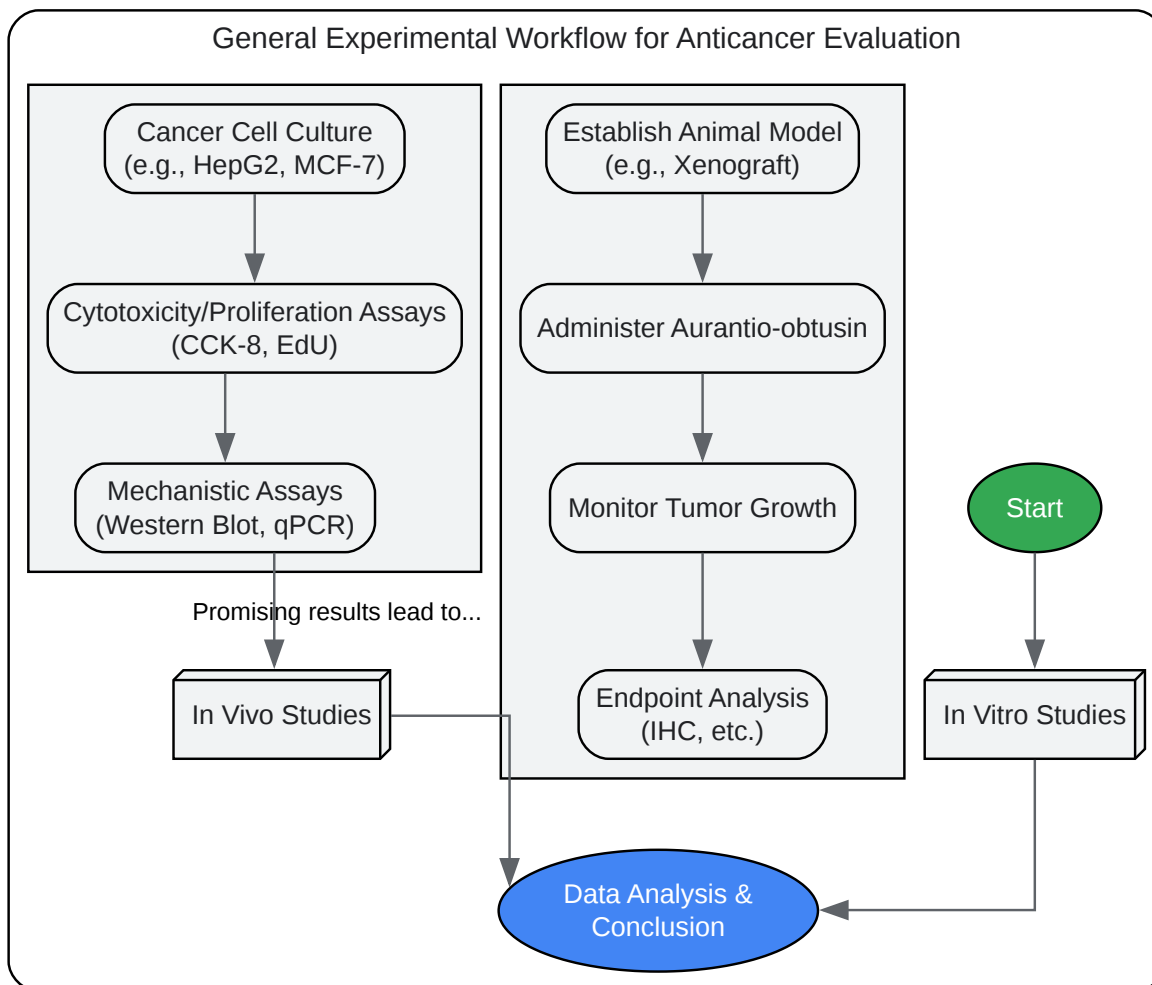 General Experimental Workflow for Anticancer Evaluation
Cancer Cell Culture
(e.g., HepG2, MCF-7)
Cytotoxicity/Proliferation Assays
(CCK-8, EdU)
Mechanistic Assays
(Western Blot, qPCR)
Promising results lead to...
In Vivo Studies
Establish Animal Model
(e.g., Xenograft)
Administer Aurantio-obtusin
Monitor Tumor Growth
Endpoint Analysis
(IHC, etc.)
Start
In Vitro Studies
Data Analysis &
Conclusion